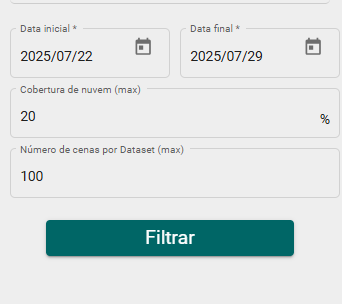 Data inicial *
2025/07/22
Data final *
2025/07/29
Cobertura de nuvem (max)
20
%
Número de cenas por Dataset (max)
100
Filtrar